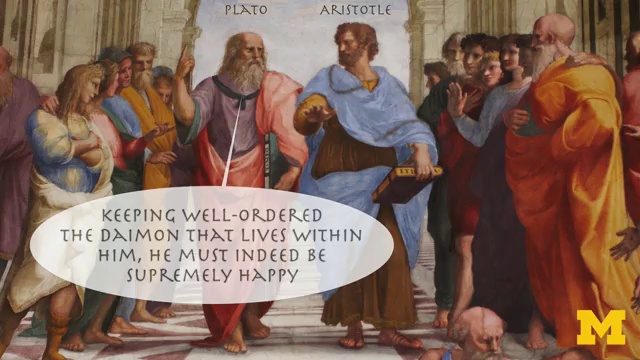 PLATO
ARISTOTLE
KEEPING WELL-ORDERED
THE DAIMON THAT LIVES WITHIN
HIM, HE MUST INDEED BE
SUPREMELY HAPPY
M